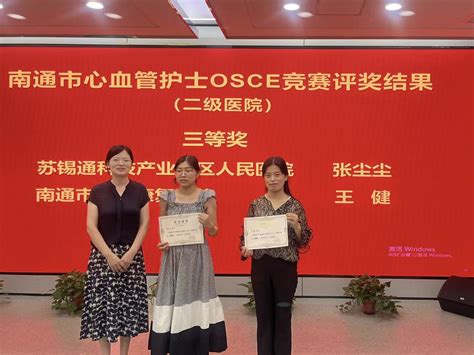 南通市心血管护士OSCE竞赛评奖结果
（二级医院）
三等奖
苏锡通科技产业 区人民医院 张尘尘
南通市 王 健
激活 Windows